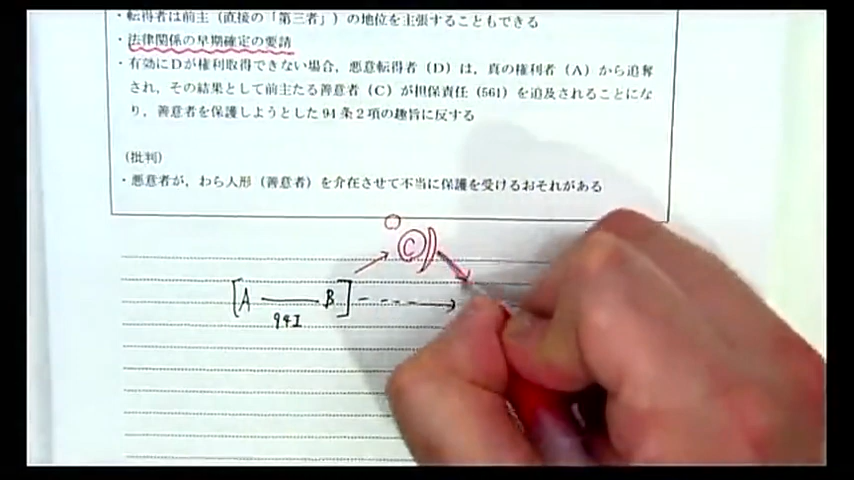 ・転得者は前主（直接の「第三者」）の地位を主張することもできる
・法律関係の早期確定の要請
・有効にDが権利取得できない場合，悪意転得者（D）は，真の権利者（A）から追奪
され，その結果として前主たる善意者（C）が担保責任（561）を追及されることにな
り，善意者を保護しようとした94条2項の趣旨に反する
（批判）
・悪意者が，わら人形（善意者）を介在させて不当に保護を受けるおそれがある
C
A B
94I